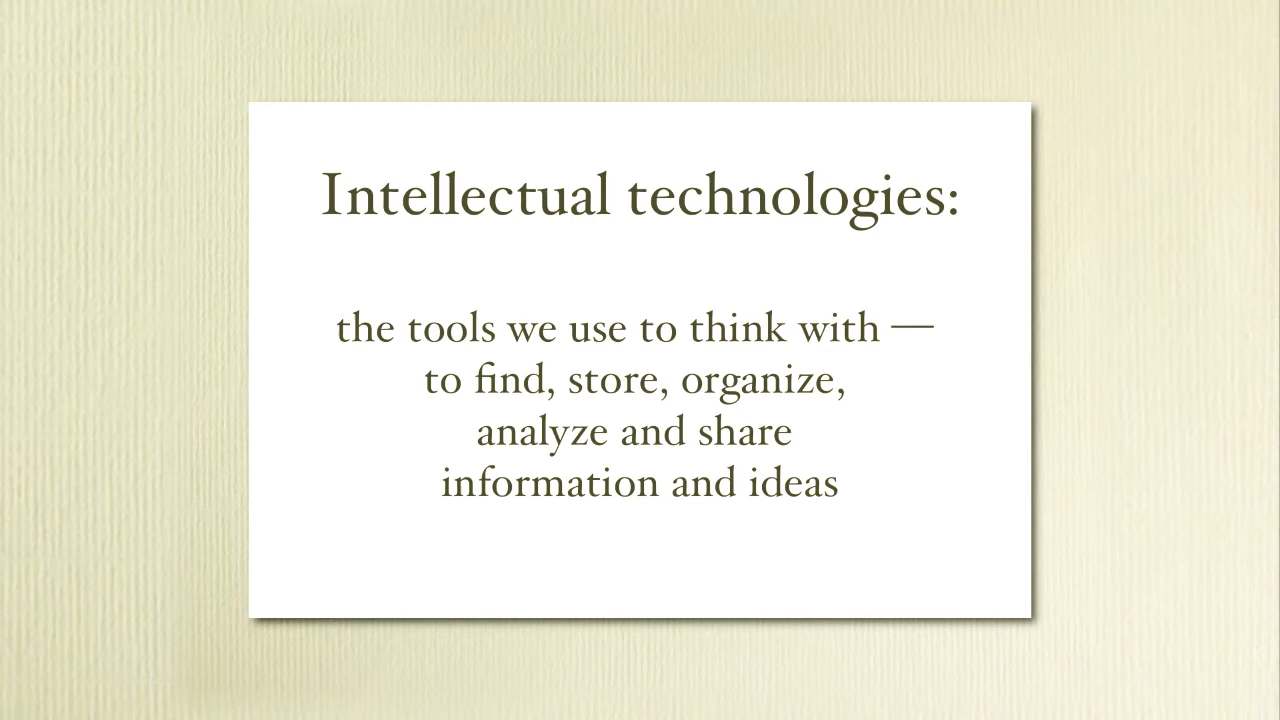 Intellectual technologies:
the tools we use to think with —
to find, store, organize,
analyze and share
information and ideas